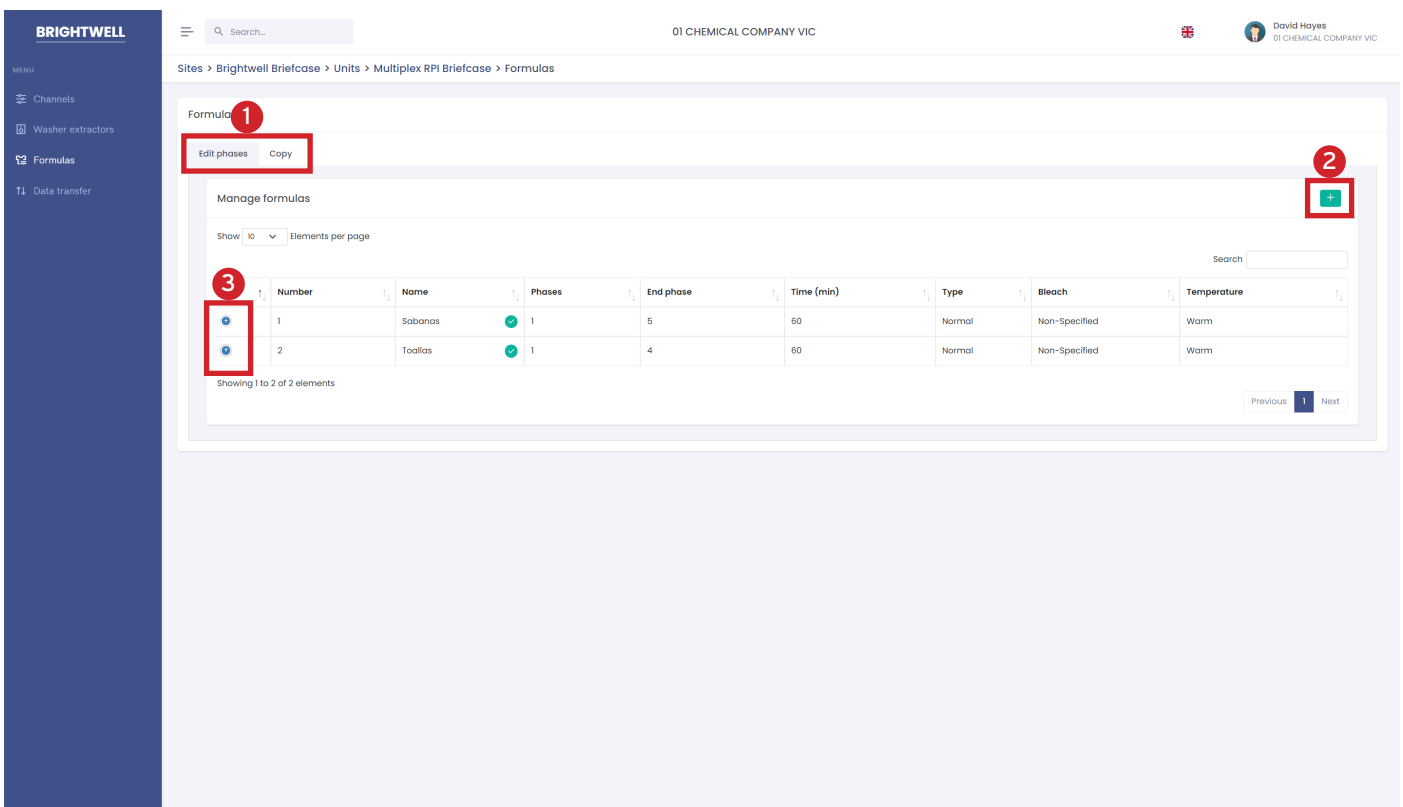 BRIGHTWELL
Search...
01 CHEMICAL COMPANY VIC
David Hayes
01 CHEMICAL COMPANY VIC
MENU
Channels
Washer extractors
Formulas
Data transfer
Sites > Brightwell Briefcase > Units > Multiplex RPI Briefcase > Formulas
Formula
1
Edit phases Copy
2
Manage formulas
+
Show 10 Elements per page
Search
3
Number Name Phases End phase Time (min) Type Bleach Temperature
1 Sabanas 1 5 60 Normal Non-Specified Warm
2 Toallas 1 4 60 Normal Non-Specified Warm
Showing 1 to 2 of 2 elements
Previous 1 Next